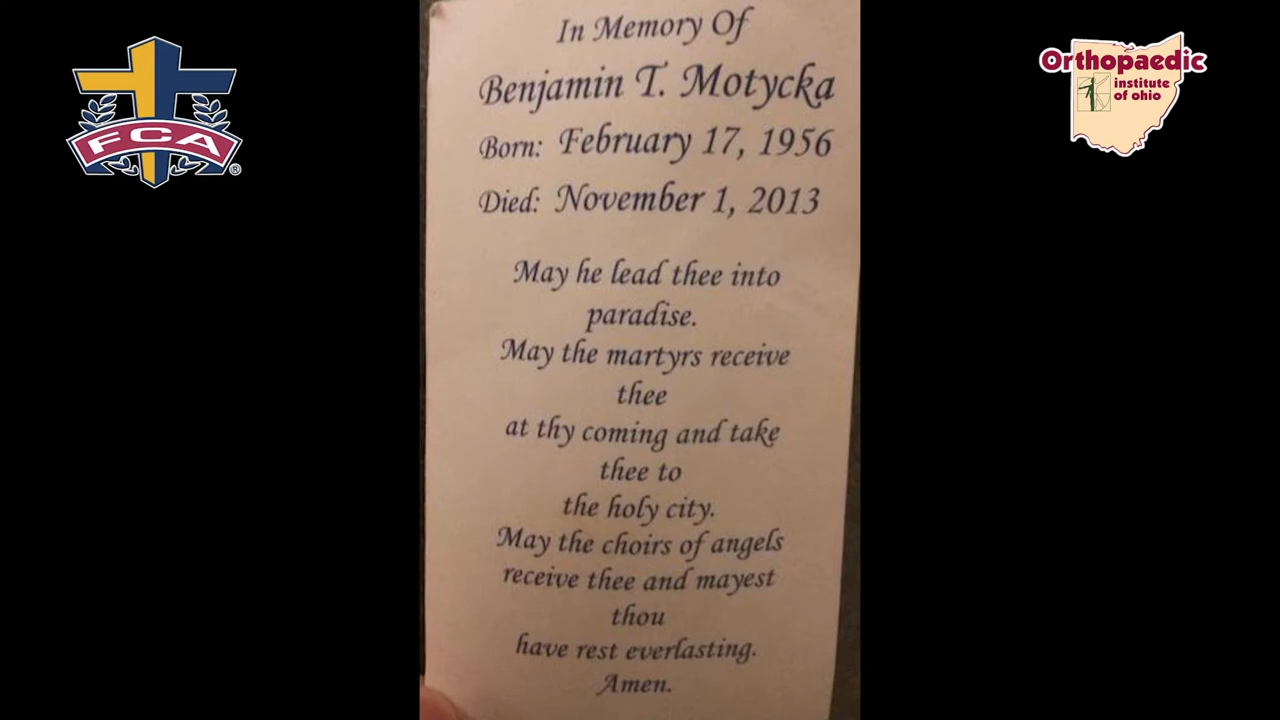 FCA
®
Orthopaedic
institute
of ohio
In Memory Of
Benjamin T. Motycka
Born: February 17, 1956
Died: November 1, 2013
May he lead thee into
paradise.
May the martyrs receive
thee
at thy coming and take
thee to
the holy city.
May the choirs of angels
receive thee and mayest
thou
have rest everlasting.
Amen.